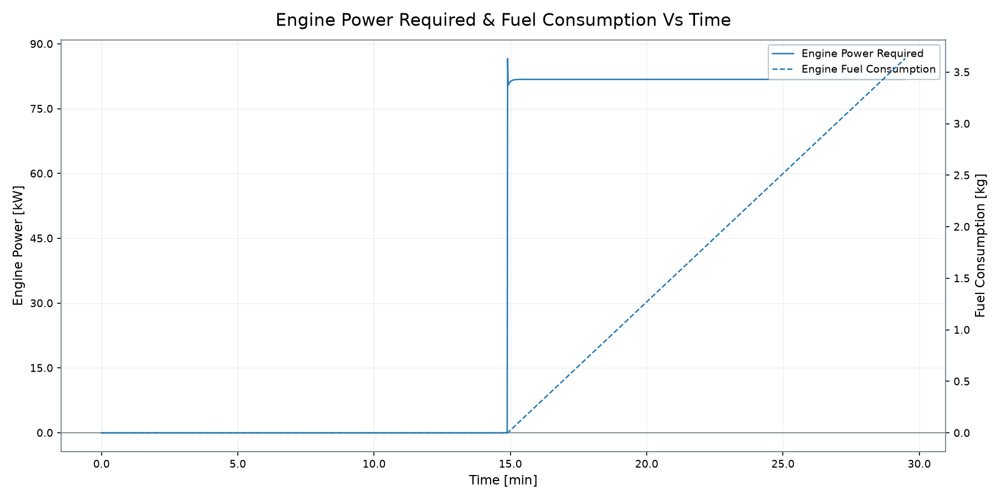 Engine Power Required & Fuel Consumption Vs Time
Engine Power Required
Engine Fuel Consumption
90.0
75.0
60.0
45.0
30.0
15.0
0.0
Engine Power [kW]
3.5
3.0
2.5
2.0
1.5
1.0
0.5
0.0
Fuel Consumption [kg]
0.0 5.0 10.0 15.0 20.0 25.0 30.0
Time [min]